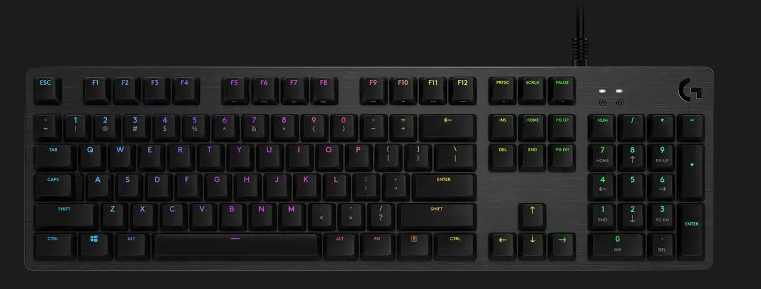 ESC F1 F2 F3 F4 F5 F6 F7 F8 F9 F10 F11 F12 PRTSC SCRLK PAUSE
~ ! @ # $ % ^ & * ( ) _ +
` 1 2 3 4 5 6 7 8 9 0 - = ← INS HOME PG UP NUM / * -
TAB Q W E R T Y U I O P { [ } ] | \ DEL END PG DN 7 HOME 8 ↑ 9 PG UP +
CAPS A S D F G H J K L : ; ENTER 4 ← 5 6 →
SHIFT Z X C V B N M < > / ? SHIFT ↑ 1 END 2 ↓ 3 PG DN ENTER
CTRL ALT ALT FN CTRL ← ↓ → 0 INS . DEL